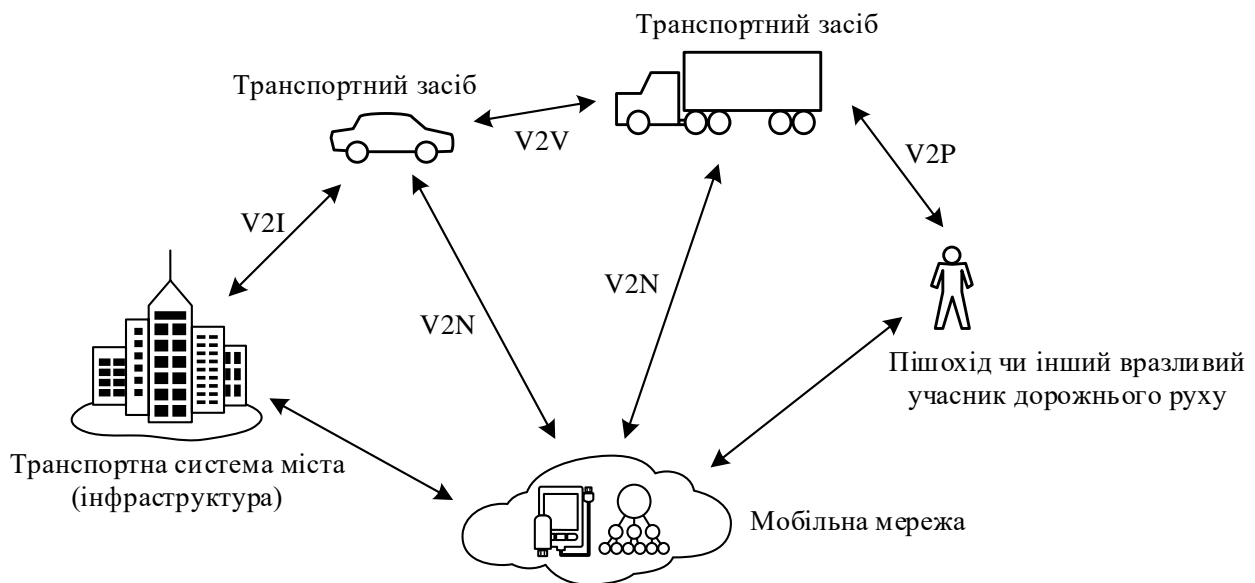 Транспортний засіб
Транспортний засіб
V2V
V2P
V2I
V2N
V2N
Пішохід чи інший вразливий
учасник дорожнього руху
Транспортна система міста
(інфраструктура)
Мобільна мережа